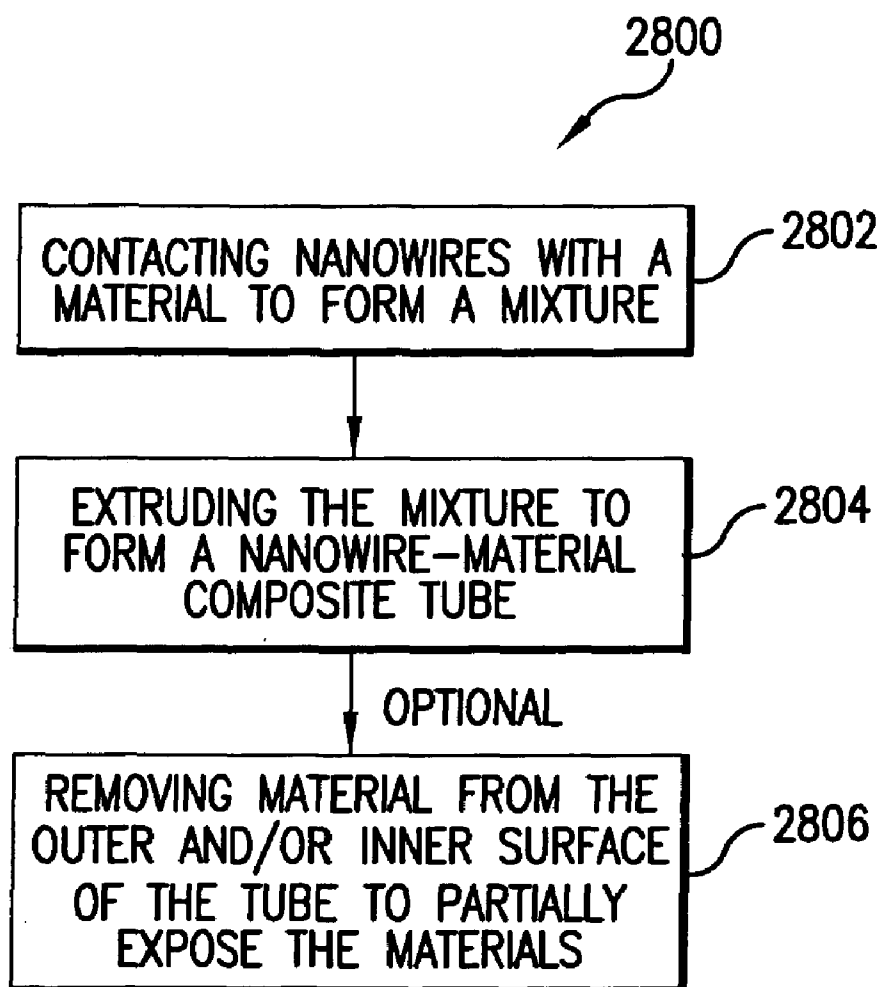 2800
CONTACTING NANOWIRES WITH A
MATERIAL TO FORM A MIXTURE
2802
EXTRUDING THE MIXTURE TO
FORM A NANOWIRE-MATERIAL
COMPOSITE TUBE
2804
OPTIONAL
REMOVING MATERIAL FROM THE
OUTER AND/OR INNER SURFACE
OF THE TUBE TO PARTIALLY
EXPOSE THE MATERIALS
2806